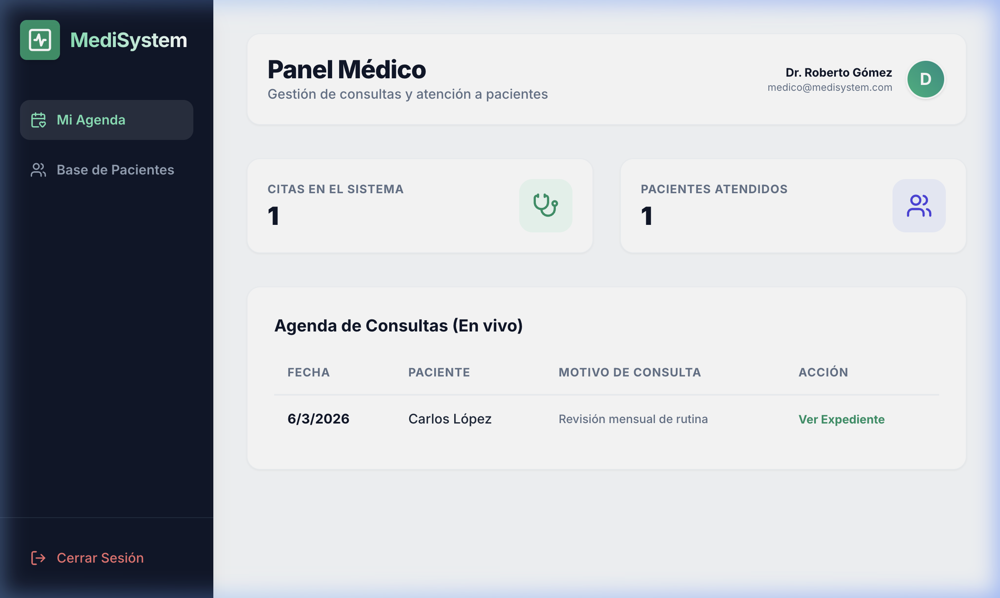 MediSystem
Mi Agenda
Base de Pacientes
Cerrar Sesión
Panel Médico
Gestión de consultas y atención a pacientes
Dr. Roberto Gómez
medico@medisystem.com
D
CITAS EN EL SISTEMA
1
PACIENTES ATENDIDOS
1
Agenda de Consultas (En vivo)
FECHA PACIENTE MOTIVO DE CONSULTA ACCIÓN
6/3/2026 Carlos López Revisión mensual de rutina Ver Expediente